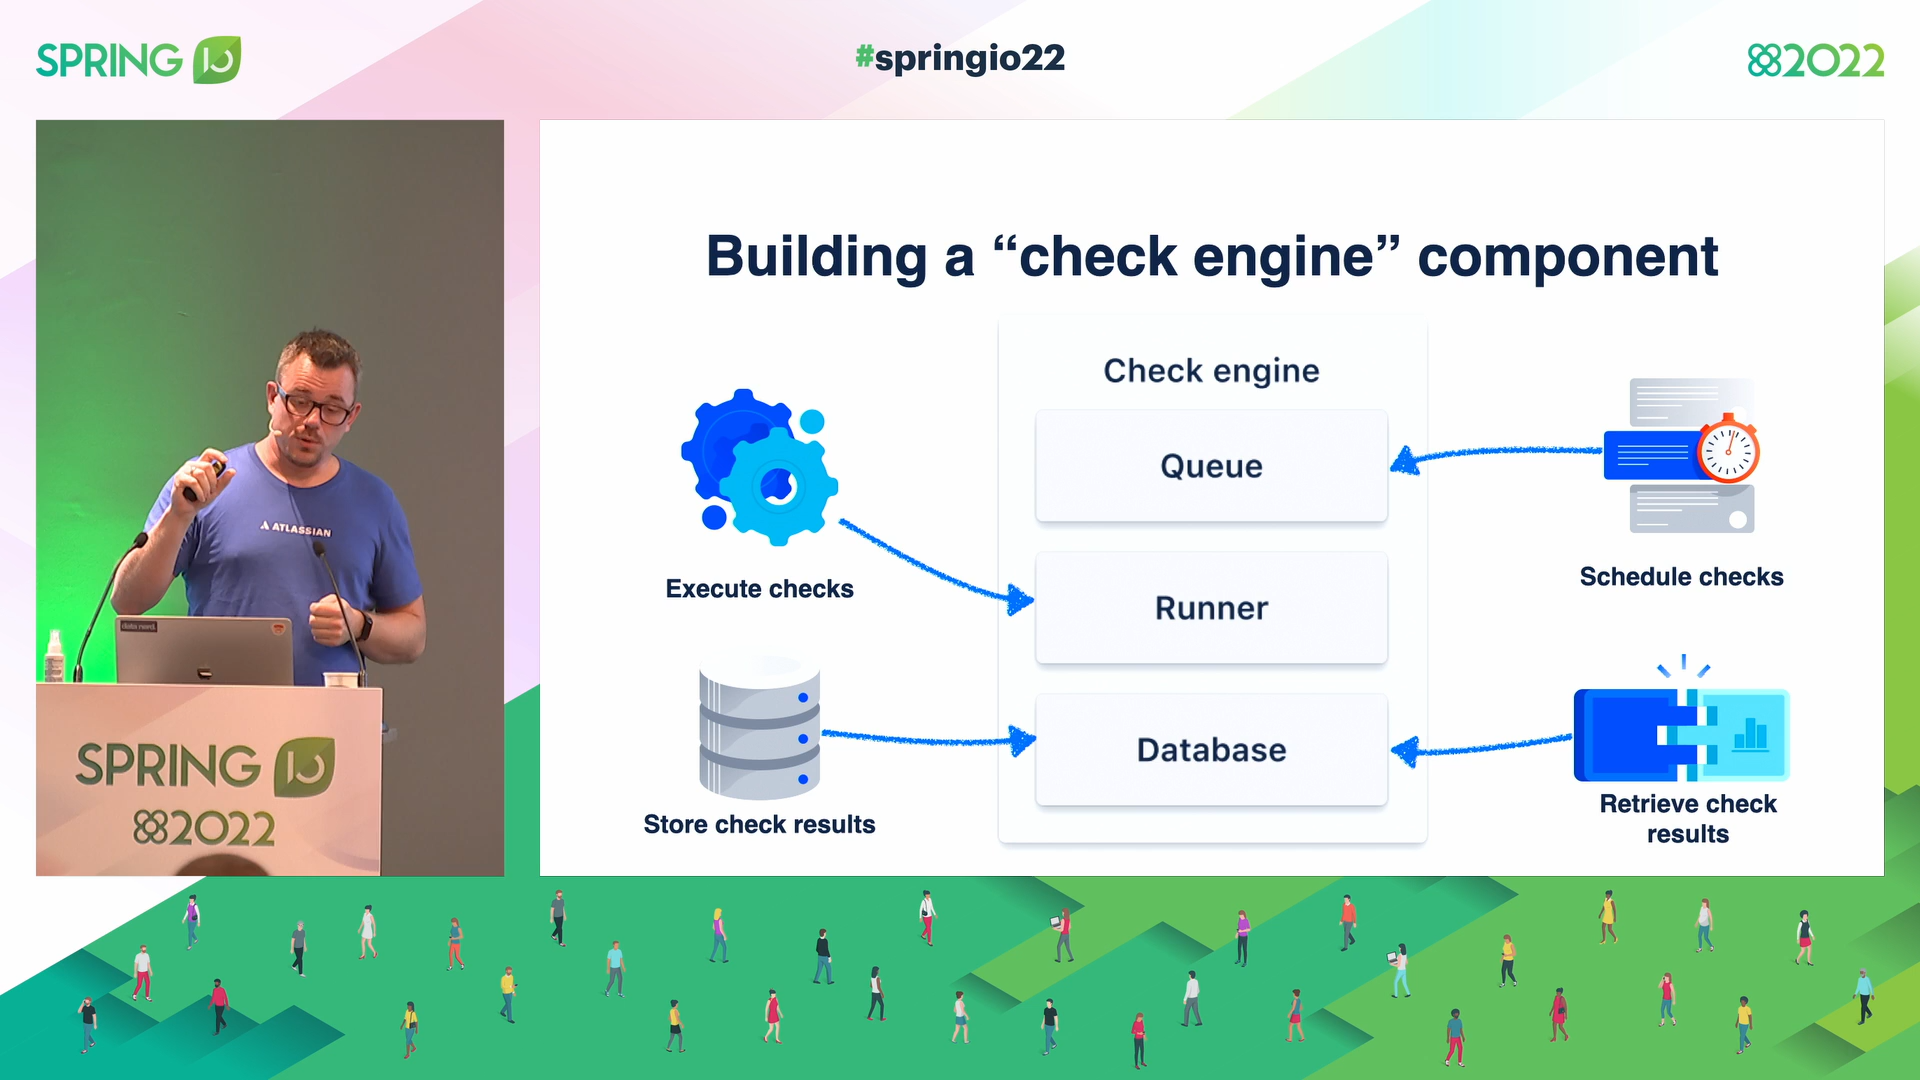 SPRING IO
#springio22
2022
Building a “check engine” component
Check engine
Queue
Runner
Database
Execute checks
Store check results
Schedule checks
Retrieve check
results
ATLASSIAN
SPRING IO
2022